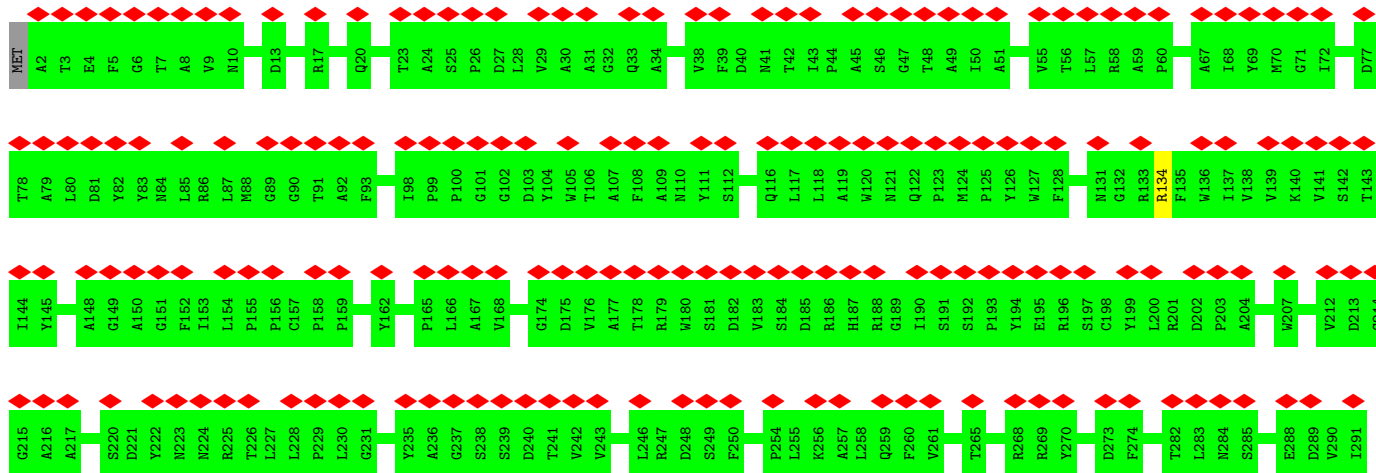 MET A2 T3 E4 F5 G6 T7 A8 V9 N10 D13 R17 Q20 T23 A24 S25 P26 D27 L28 V29 A30 A31 G32 Q33 A34 V38 F39 D40 N41 T42 I43 P44 A45 S46 G47 T48 A49 I50 A51 V55 T56 L57 R58 A59 P60 A67 I68 Y69 M70 G71 I72 D77
T78 A79 L80 D81 Y82 Y83 N84 L85 R86 L87 M88 G89 G90 T91 A92 F93 I98 P99 P100 G101 G102 D103 Y104 W105 T106 A107 F108 A109 N110 Y111 S112 Q116 L117 L118 A119 W120 N121 Q122 P123 M124 P125 Y126 W127 F128 N131 G132 R133 R134 F135 W136 I137 V138 V139 K140 V141 S142 T143
I144 Y145 A148 G149 A150 G151 F152 I153 L154 P155 P156 C157 P158 P159 Y162 P165 L166 A167 V168 G174 D175 V176 A177 T178 R179 W180 S181 D182 V183 S184 D185 R186 H187 R188 G189 I190 S191 S192 P193 Y194 E195 R196 S197 C198 Y199 L200 R201 D202 P203 A204 W207 V212 D213
G215 A216 A217 S220 D221 Y222 N223 N224 R225 T226 L227 L228 P229 L230 G231 Y235 A236 G237 S238 S239 D240 T241 V242 V243 L246 R247 D248 S249 F250 P254 L255 K256 A257 L258 Q259 F260 V261 T265 R268 R269 Y270 D273 F274 T282 L283 N284 S285 E288 D289 V290 I291